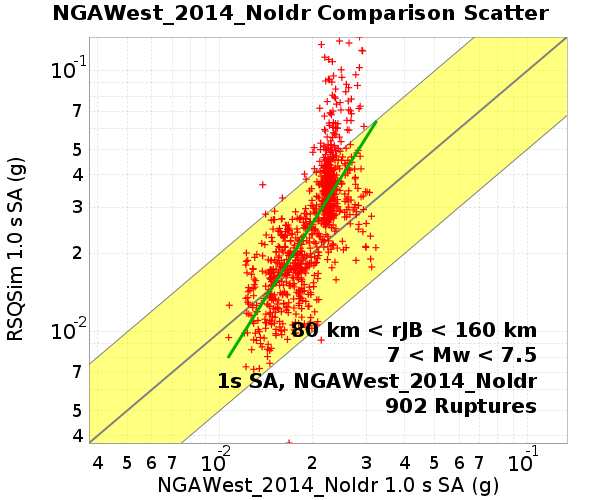 NGAWest_2014_NoIdr Comparison Scatter
RSQSim 1.0 s SA (g)
10-1
7
5
4
3
2
10-2
7
5
4
80 km < rJB < 160 km
7 < Mw < 7.5
1s SA, NGAWest_2014_NoIdr
902 Ruptures
4 5 6 7 10-2 2 3 4 5 6 7 10-1
NGAWest_2014_NoIdr 1.0 s SA (g)